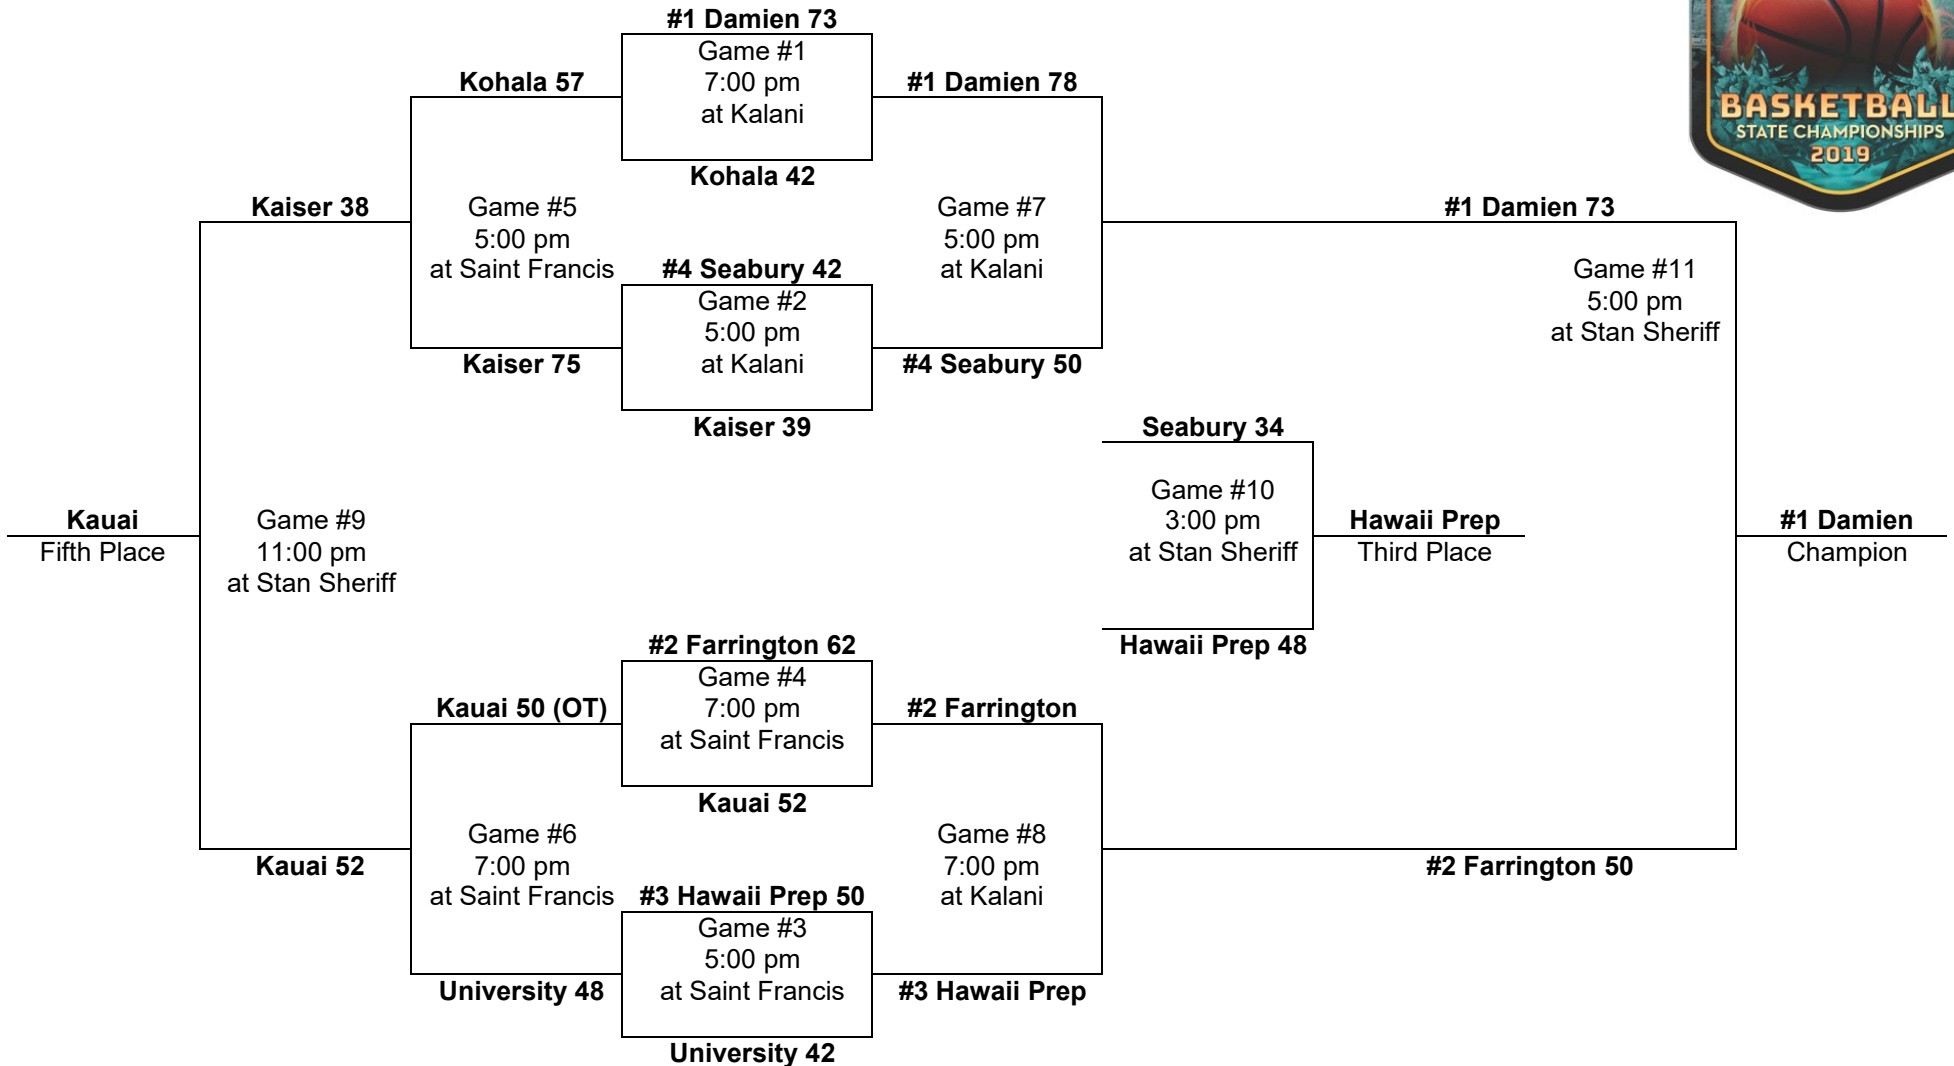 #1 Damien 73
Game #1
7:00 pm
at Kalani
Kohala 42
Kohala 57
#1 Damien 78
BASKETBALL
STATE CHAMPIONSHIPS
2019
Kaiser 38
Game #5
5:00 pm
at Saint Francis
Game #7
5:00 pm
at Kalani
#1 Damien 73
#4 Seabury 42
Game #2
5:00 pm
at Kalani
Kaiser 39
Game #11
5:00 pm
at Stan Sheriff
Kaiser 75
#4 Seabury 50
Seabury 34
Game #10
3:00 pm
at Stan Sheriff
Hawaii Prep 48
Kauai
Fifth Place
Game #9
11:00 pm
at Stan Sheriff
Hawaii Prep
Third Place
#1 Damien
Champion
#2 Farrington 62
Game #4
7:00 pm
at Saint Francis
Kauai 52
Kauai 50 (OT)
#2 Farrington
Kauai 52
Game #6
7:00 pm
at Saint Francis
Game #8
7:00 pm
at Kalani
#2 Farrington 50
#3 Hawaii Prep 50
Game #3
5:00 pm
at Saint Francis
University 42
University 48
#3 Hawaii Prep